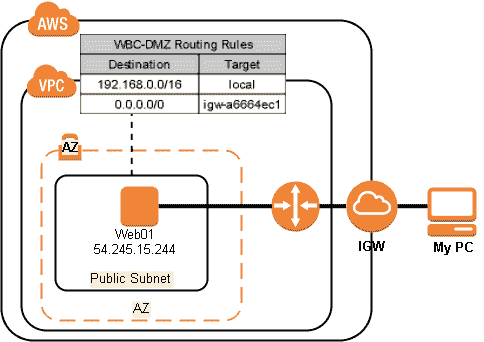 AWS
WBC-DMZ Routing Rules
Destination Target
192.168.0.0/16 local
0.0.0.0/0 igw-a6664ec1
VPC
AZ
Web01
54.245.15.244
Public Subnet
AZ
IGW
My PC